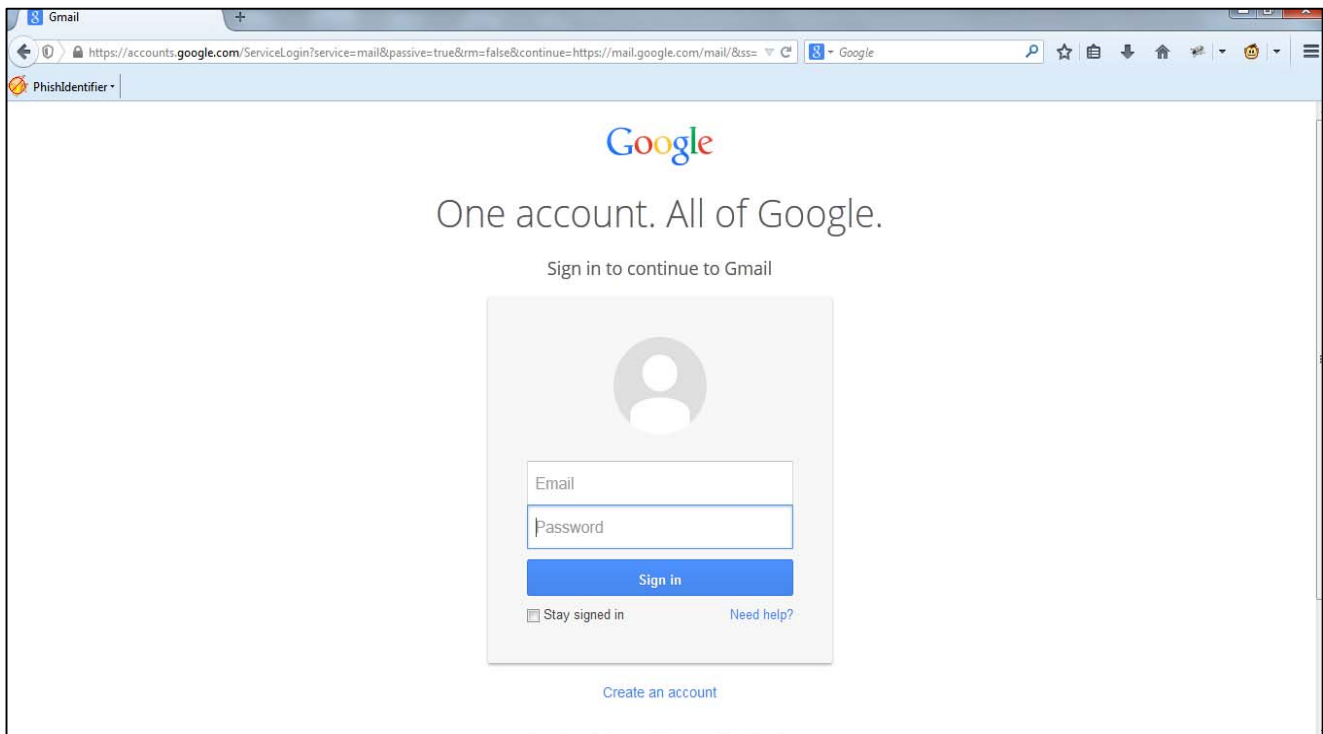 8 Gmail
https://accounts.google.com/ServiceLogin?service=mail&passive=true&rm=false&continue=https://mail.google.com/mail/&ss=
8 Google
PhishIdentifier
Google
One account. All of Google.
Sign in to continue to Gmail
Email
Password
Sign in
Stay signed in Need help?
Create an account